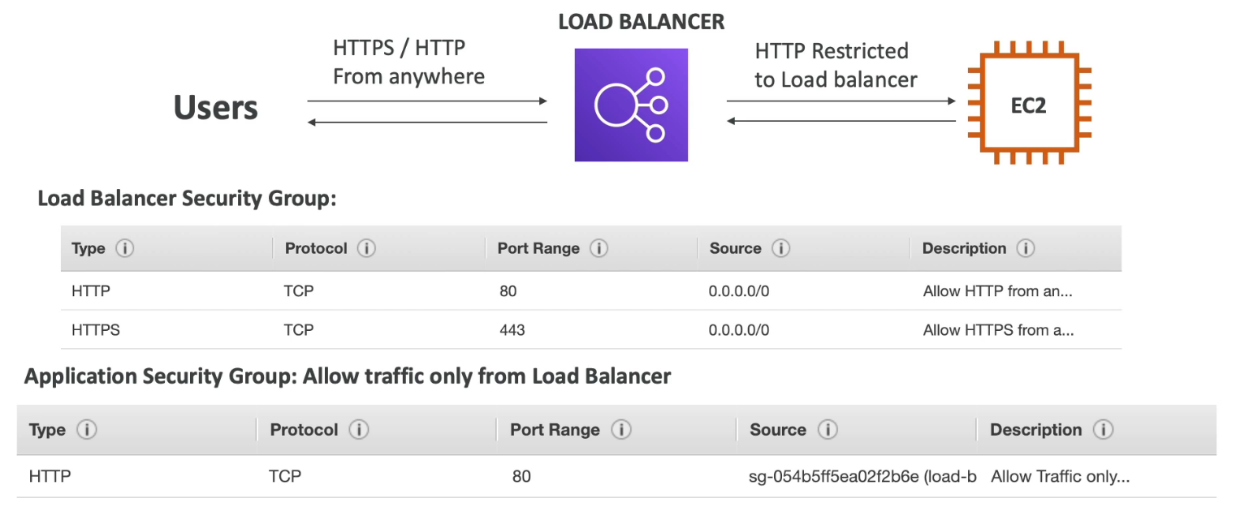 LOAD BALANCER
HTTPS / HTTP
From anywhere
HTTP Restricted
to Load balancer
Users
EC2
Load Balancer Security Group:
Type Protocol Port Range Source Description
HTTP TCP 80 0.0.0.0/0 Allow HTTP from an...
HTTPS TCP 443 0.0.0.0/0 Allow HTTPS from a...
Application Security Group: Allow traffic only from Load Balancer
Type Protocol Port Range Source Description
HTTP TCP 80 sg-054b5ff5ea02f2b6e (load-b Allow Traffic only...